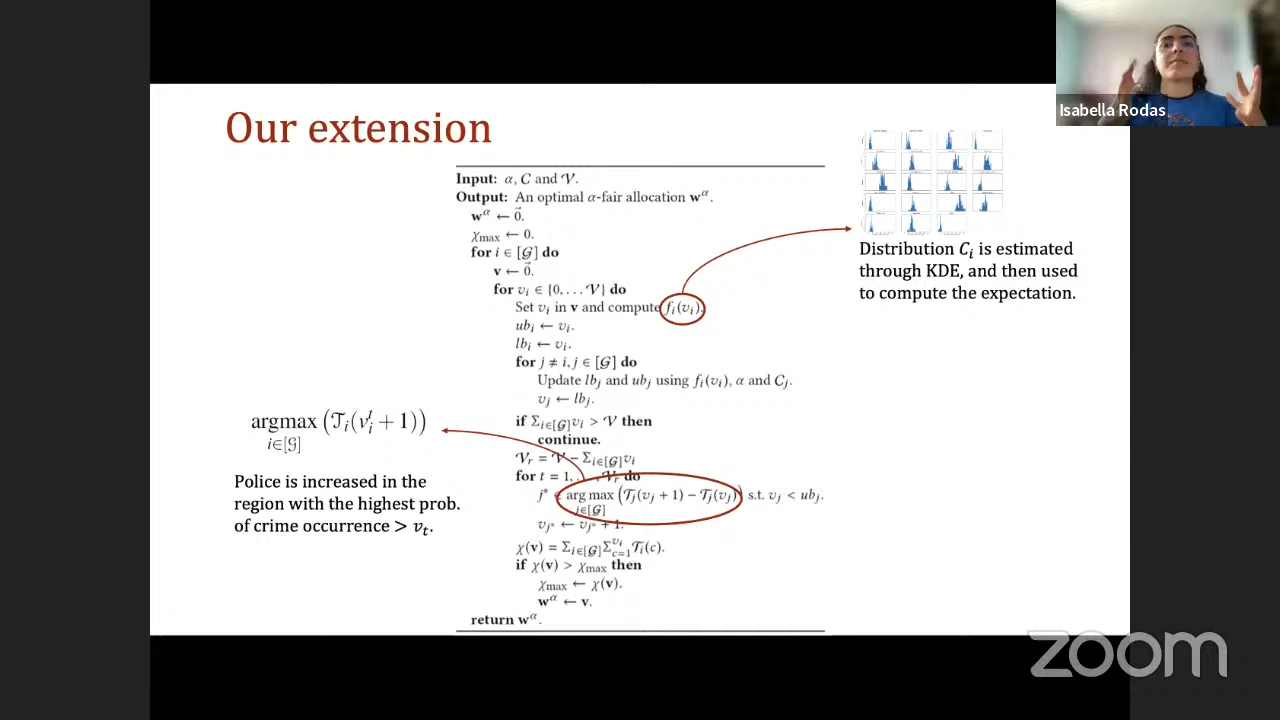 Isabella Rodas
Our extension
Input: α, C and 𝒱.
Output: An optimal α-fair allocation w^α.
w^α ← 0⃗.
χ_max ← 0.
for i ∈ [𝒢] do
v ← 0⃗.
for v_i ∈ {0, . . . 𝒱} do
Set v_i in v and compute f_i(v_i).
ub_i ← v_i.
lb_i ← v_i.
for j ≠ i, j ∈ [𝒢] do
Update lb_j and ub_j using f_i(v_i), α and C_j.
v_j ← lb_j.
if Σ_{i∈[𝒢]} v_i > 𝒱 then
continue.
𝒱_r = 𝒱 − Σ_{i∈[𝒢]} v_i
for t = 1, . . . , 𝒱_r do
j* ∈ arg max (𝒯_j(v_j + 1) − 𝒯_j(v_j)) s.t. v_j < ub_j.
j∈[𝒢]
v_{j*} ← v_{j*} + 1.
χ(v) = Σ_{i∈[𝒢]} Σ_{c=1}^{v_i} 𝒯_i(c).
if χ(v) > χ_max then
χ_max ← χ(v).
w^α ← v.
return w^α.
Distribution C_i is estimated
through KDE, and then used
to compute the expectation.
argmax (𝒯_i(v_i^t + 1))
i∈[𝒢]
Police is increased in the
region with the highest prob.
of crime occurrence > v_t.
zoom